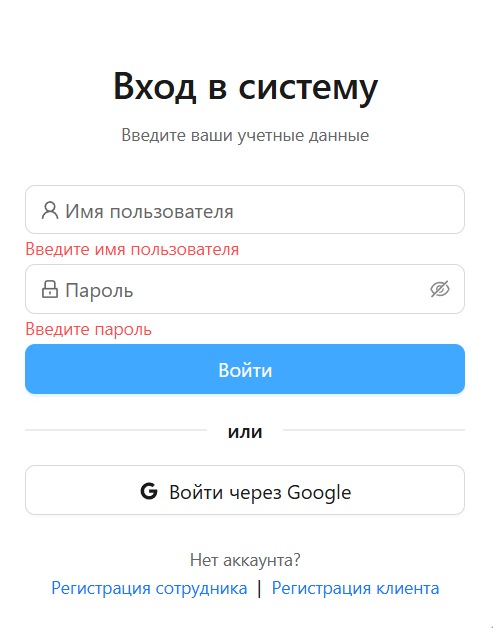 Вход в систему
Введите ваши учетные данные
Имя пользователя
Введите имя пользователя
Пароль
Введите пароль
Войти
или
Войти через Google
Нет аккаунта?
Регистрация сотрудника | Регистрация клиента